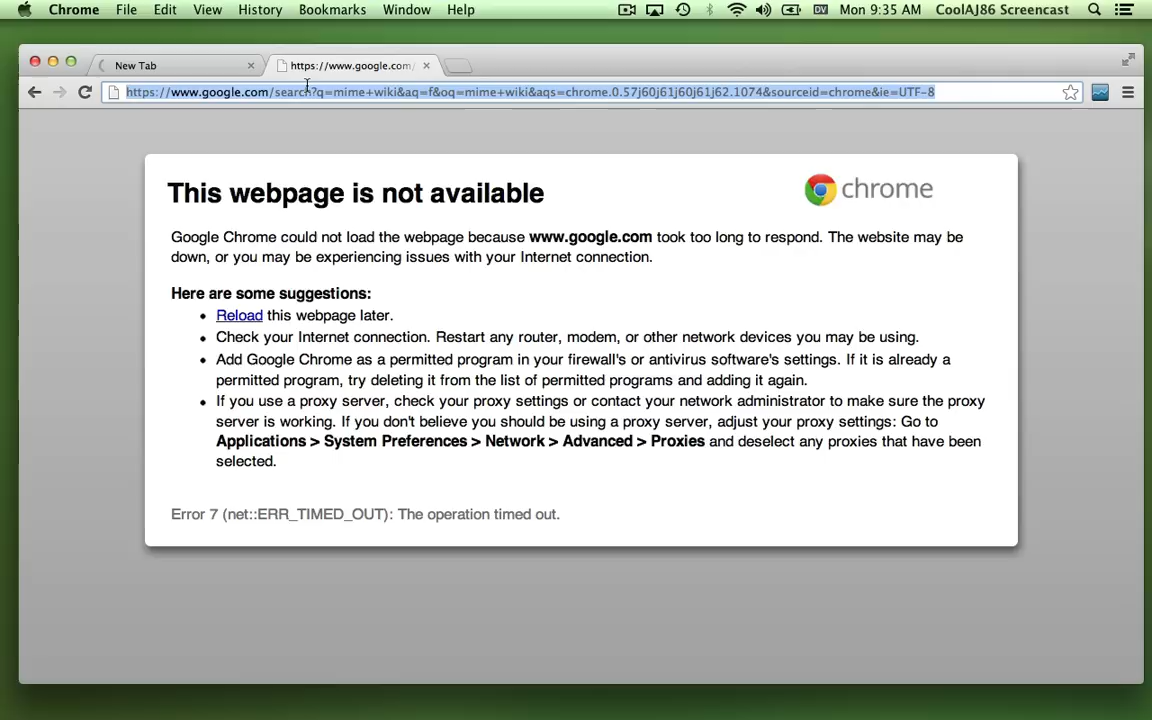 Chrome File Edit View History Bookmarks Window Help DV Mon 9:35 AM CoolAJ86 Screencast
New Tab https://www.google.com/
https://www.google.com/search?q=mime+wiki&aq=f&oq=mime+wiki&aqs=chrome.0.57j60j61j60j61j62.1074&sourceid=chrome&ie=UTF-8
This webpage is not available
chrome
Google Chrome could not load the webpage because www.google.com took too long to respond. The website may be
down, or you may be experiencing issues with your Internet connection.
Here are some suggestions:
Reload this webpage later.
Check your Internet connection. Restart any router, modem, or other network devices you may be using.
Add Google Chrome as a permitted program in your firewall's or antivirus software's settings. If it is already a
permitted program, try deleting it from the list of permitted programs and adding it again.
If you use a proxy server, check your proxy settings or contact your network administrator to make sure the proxy
server is working. If you don't believe you should be using a proxy server, adjust your proxy settings: Go to
Applications > System Preferences > Network > Advanced > Proxies and deselect any proxies that have been
selected.
Error 7 (net::ERR_TIMED_OUT): The operation timed out.